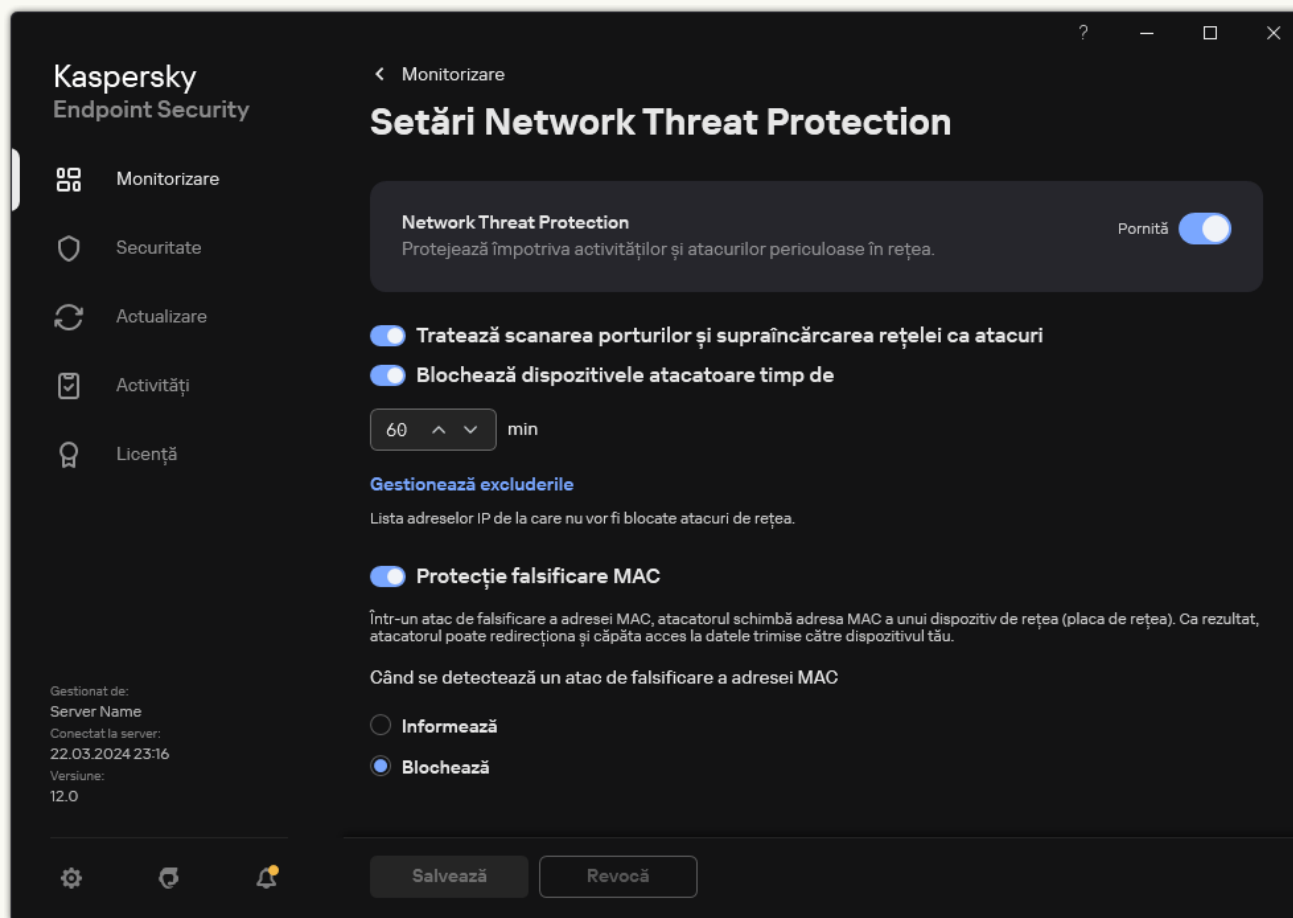 ?
Kaspersky
Endpoint Security
Monitorizare
Securitate
Actualizare
Activități
Licență
Gestionat de:
Server Name
Conectat la server:
22.03.2024 23:16
Versiune:
12.0
Monitorizare
Setări Network Threat Protection
Network Threat Protection
Protejează împotriva activităților și atacurilor periculoase în rețea.
Pornită
Tratează scanarea porturilor și supraîncărcarea rețelei ca atacuri
Blochează dispozitivele atacatoare timp de
60 min
Gestionează excluderile
Lista adreselor IP de la care nu vor fi blocate atacuri de rețea.
Protecție falsificare MAC
Într-un atac de falsificare a adresei MAC, atacatorul schimbă adresa MAC a unui dispozitiv de rețea (placa de rețea). Ca rezultat,
atacatorul poate redirecționa și căpăta acces la datele trimise către dispozitivul tău.
Când se detectează un atac de falsificare a adresei MAC
Informează
Blochează
Salvează
Revocă